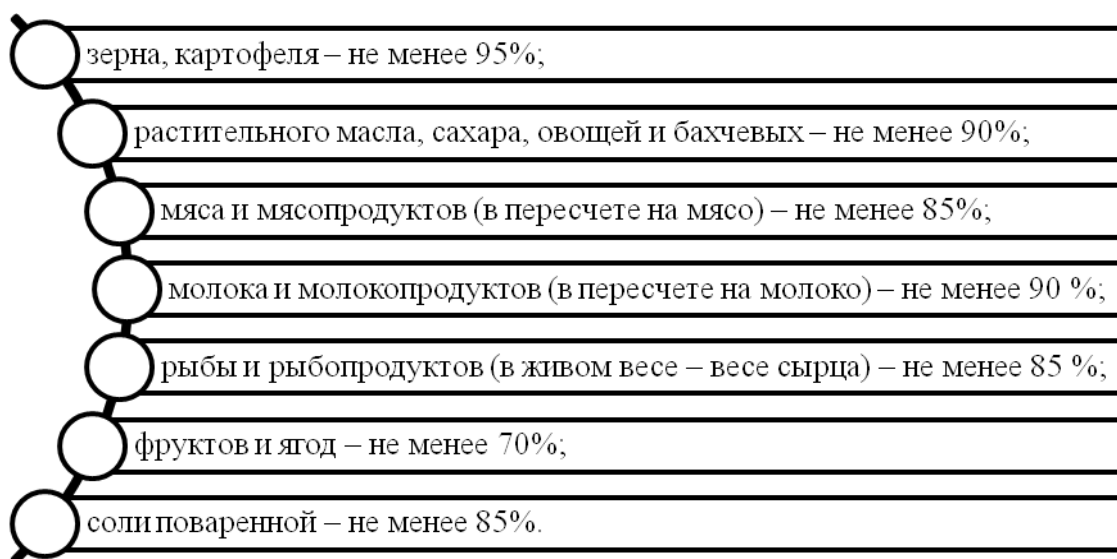 зерна, картофеля – не менее 95%;
растительного масла, сахара, овощей и бахчевых – не менее 90%;
мяса и мясопродуктов (в пересчете на мясо) – не менее 85%;
молока и молокопродуктов (в пересчете на молоко) – не менее 90 %;
рыбы и рыбопродуктов (в живом весе – весе сырца) – не менее 85 %;
фруктов и ягод – не менее 70%;
соли поваренной – не менее 85%.